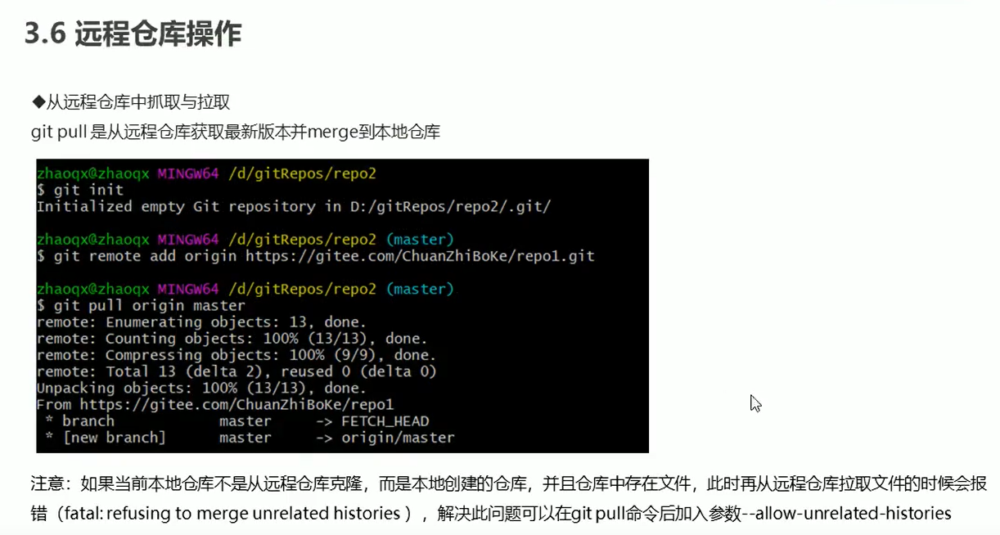 3.6 远程仓库操作
◆从远程仓库中抓取与拉取
git pull 是从远程仓库获取最新版本并merge到本地仓库
zhaoqx@zhaoqx MINGW64 /d/gitRepos/repo2
$ git init
Initialized empty Git repository in D:/gitRepos/repo2/.git/
zhaoqx@zhaoqx MINGW64 /d/gitRepos/repo2 (master)
$ git remote add origin https://gitee.com/ChuanZhiBoKe/repo1.git
zhaoqx@zhaoqx MINGW64 /d/gitRepos/repo2 (master)
$ git pull origin master
remote: Enumerating objects: 13, done.
remote: Counting objects: 100% (13/13), done.
remote: Compressing objects: 100% (9/9), done.
remote: Total 13 (delta 2), reused 0 (delta 0)
Unpacking objects: 100% (13/13), done.
From https://gitee.com/ChuanZhiBoKe/repo1
 * branch            master     -> FETCH_HEAD
 * [new branch]      master     -> origin/master
注意：如果当前本地仓库不是从远程仓库克隆，而是本地创建的仓库，并且仓库中存在文件，此时再从远程仓库拉取文件的时候会报
错（fatal: refusing to merge unrelated histories ），解决此问题可以在git pull命令后加入参数--allow-unrelated-histories